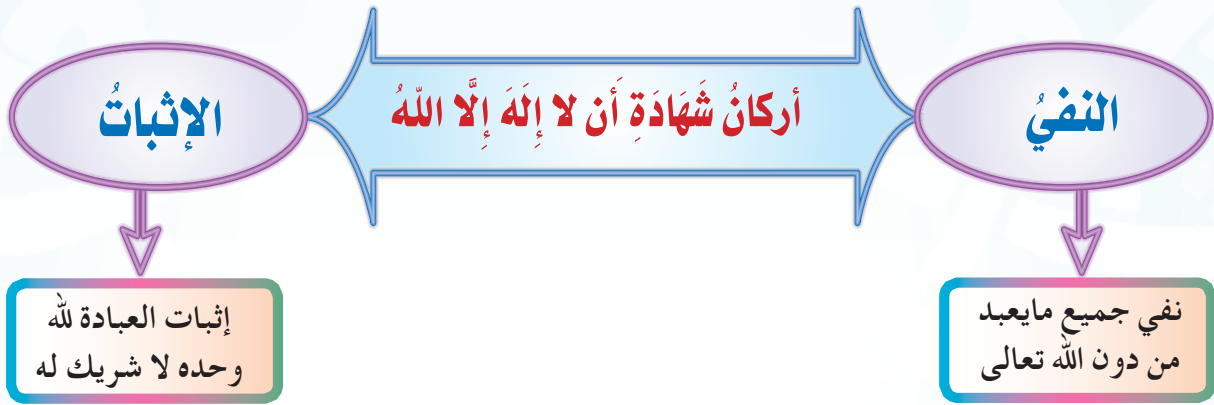 أركانُ شَهَادَةِ أَن لا إِلَهَ إِلَّا اللهُ
النفيُ
نفي جميع مايعبد
من دون الله تعالى
الإثباتُ
إثبات العبادة لله
وحده لا شريك له